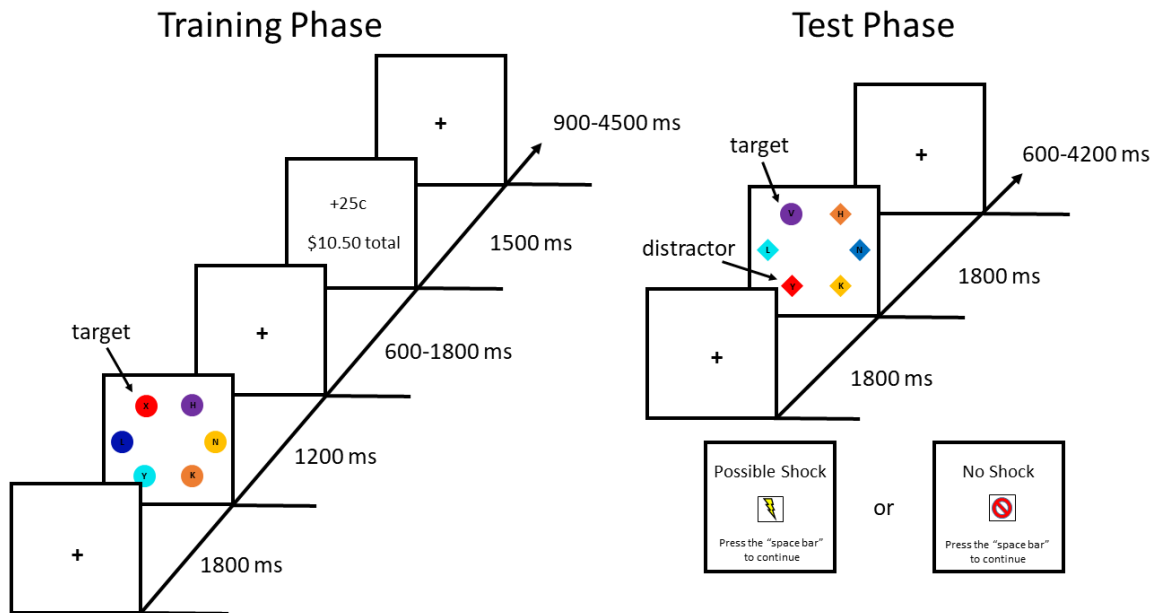 Training Phase
+
900-4500 ms
+25c
$10.50 total
1500 ms
+
600-1800 ms
target
X
H
L
N
Y
K
1200 ms
+
1800 ms
Test Phase
+
600-4200 ms
target
V
H
L
N
distractor
Y
K
1800 ms
+
1800 ms
Possible Shock
Press the “space bar”
to continue
or
No Shock
Press the “space bar”
to continue